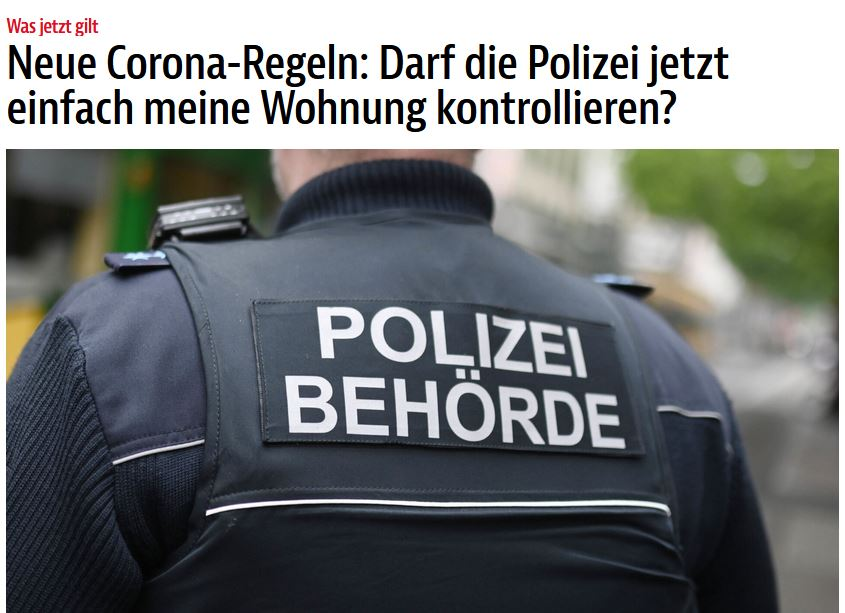 Was jetzt gilt
Neue Corona-Regeln: Darf die Polizei jetzt
einfach meine Wohnung kontrollieren?
POLIZEI
BEHÖRDE